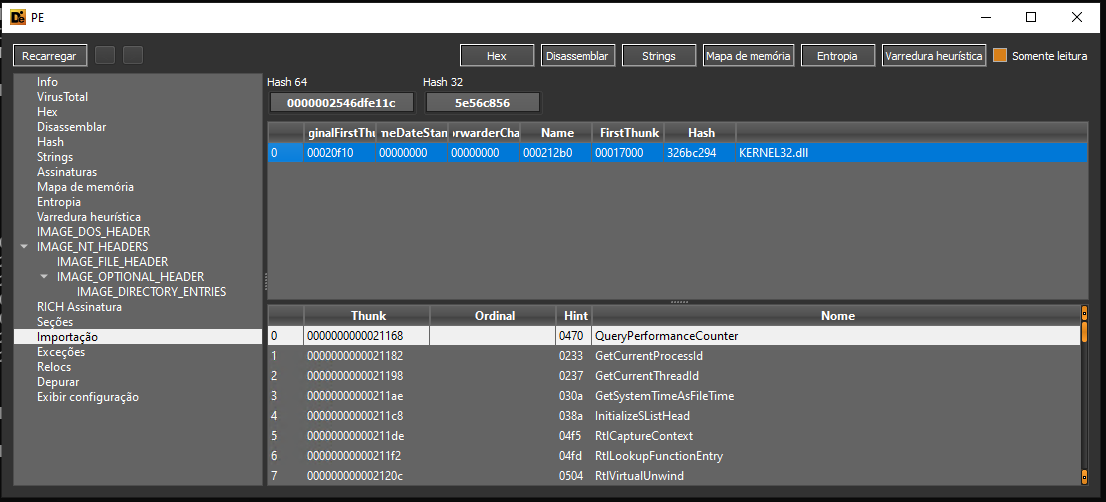 PE
Recarregar
Hex
Disassemblar
Strings
Mapa de memória
Entropia
Varredura heurística
Somente leitura
Info
VirusTotal
Hex
Disassemblar
Hash
Strings
Assinaturas
Mapa de memória
Entropia
Varredura heurística
IMAGE_DOS_HEADER
IMAGE_NT_HEADERS
IMAGE_FILE_HEADER
IMAGE_OPTIONAL_HEADER
IMAGE_DIRECTORY_ENTRIES
RICH Assinatura
Seções
Importação
Exceções
Relocs
Depurar
Exibir configuração
Hash 64 Hash 32
0000002546dfe11c 5e56c856
ginalFirstThu neDateStan orwarderCha Name FirstThunk Hash
0 00020f10 00000000 00000000 000212b0 00017000 326bc294 KERNEL32.dll
Thunk Ordinal Hint Nome
0 0000000000021168 0470 QueryPerformanceCounter
1 0000000000021182 0233 GetCurrentProcessId
2 0000000000021198 0237 GetCurrentThreadId
3 00000000000211ae 030a GetSystemTimeAsFileTime
4 00000000000211c8 038a InitializeSListHead
5 00000000000211de 04f5 RtlCaptureContext
6 00000000000211f2 04fd RtlLookupFunctionEntry
7 000000000002120c 0504 RtlVirtualUnwind